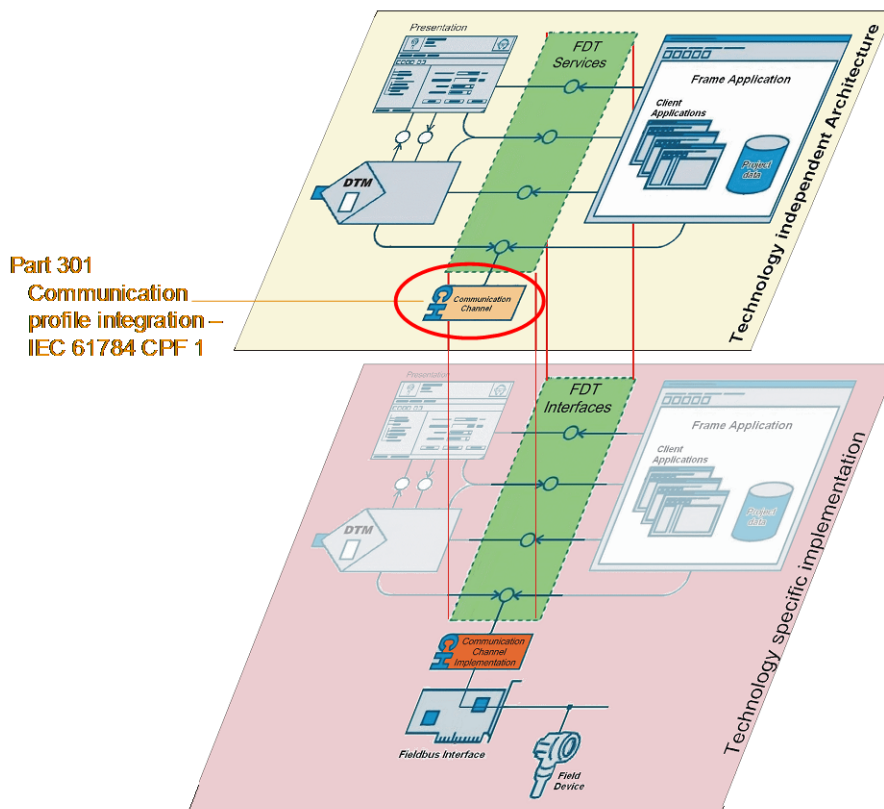 Presentation
FDT
Services
Frame Application
Client
Applications
Project
data
DTM
Technology independent Architecture
Part 301
Communication
profile integration –
IEC 61784 CPF 1
CH
Communication
Channel
FDT
Interfaces
Presentation
Frame Application
Client
Applications
Project
data
DTM
Technology specific implementation
CH
Communication
Channel
Implementation
Fieldbus Interface
Field
Device